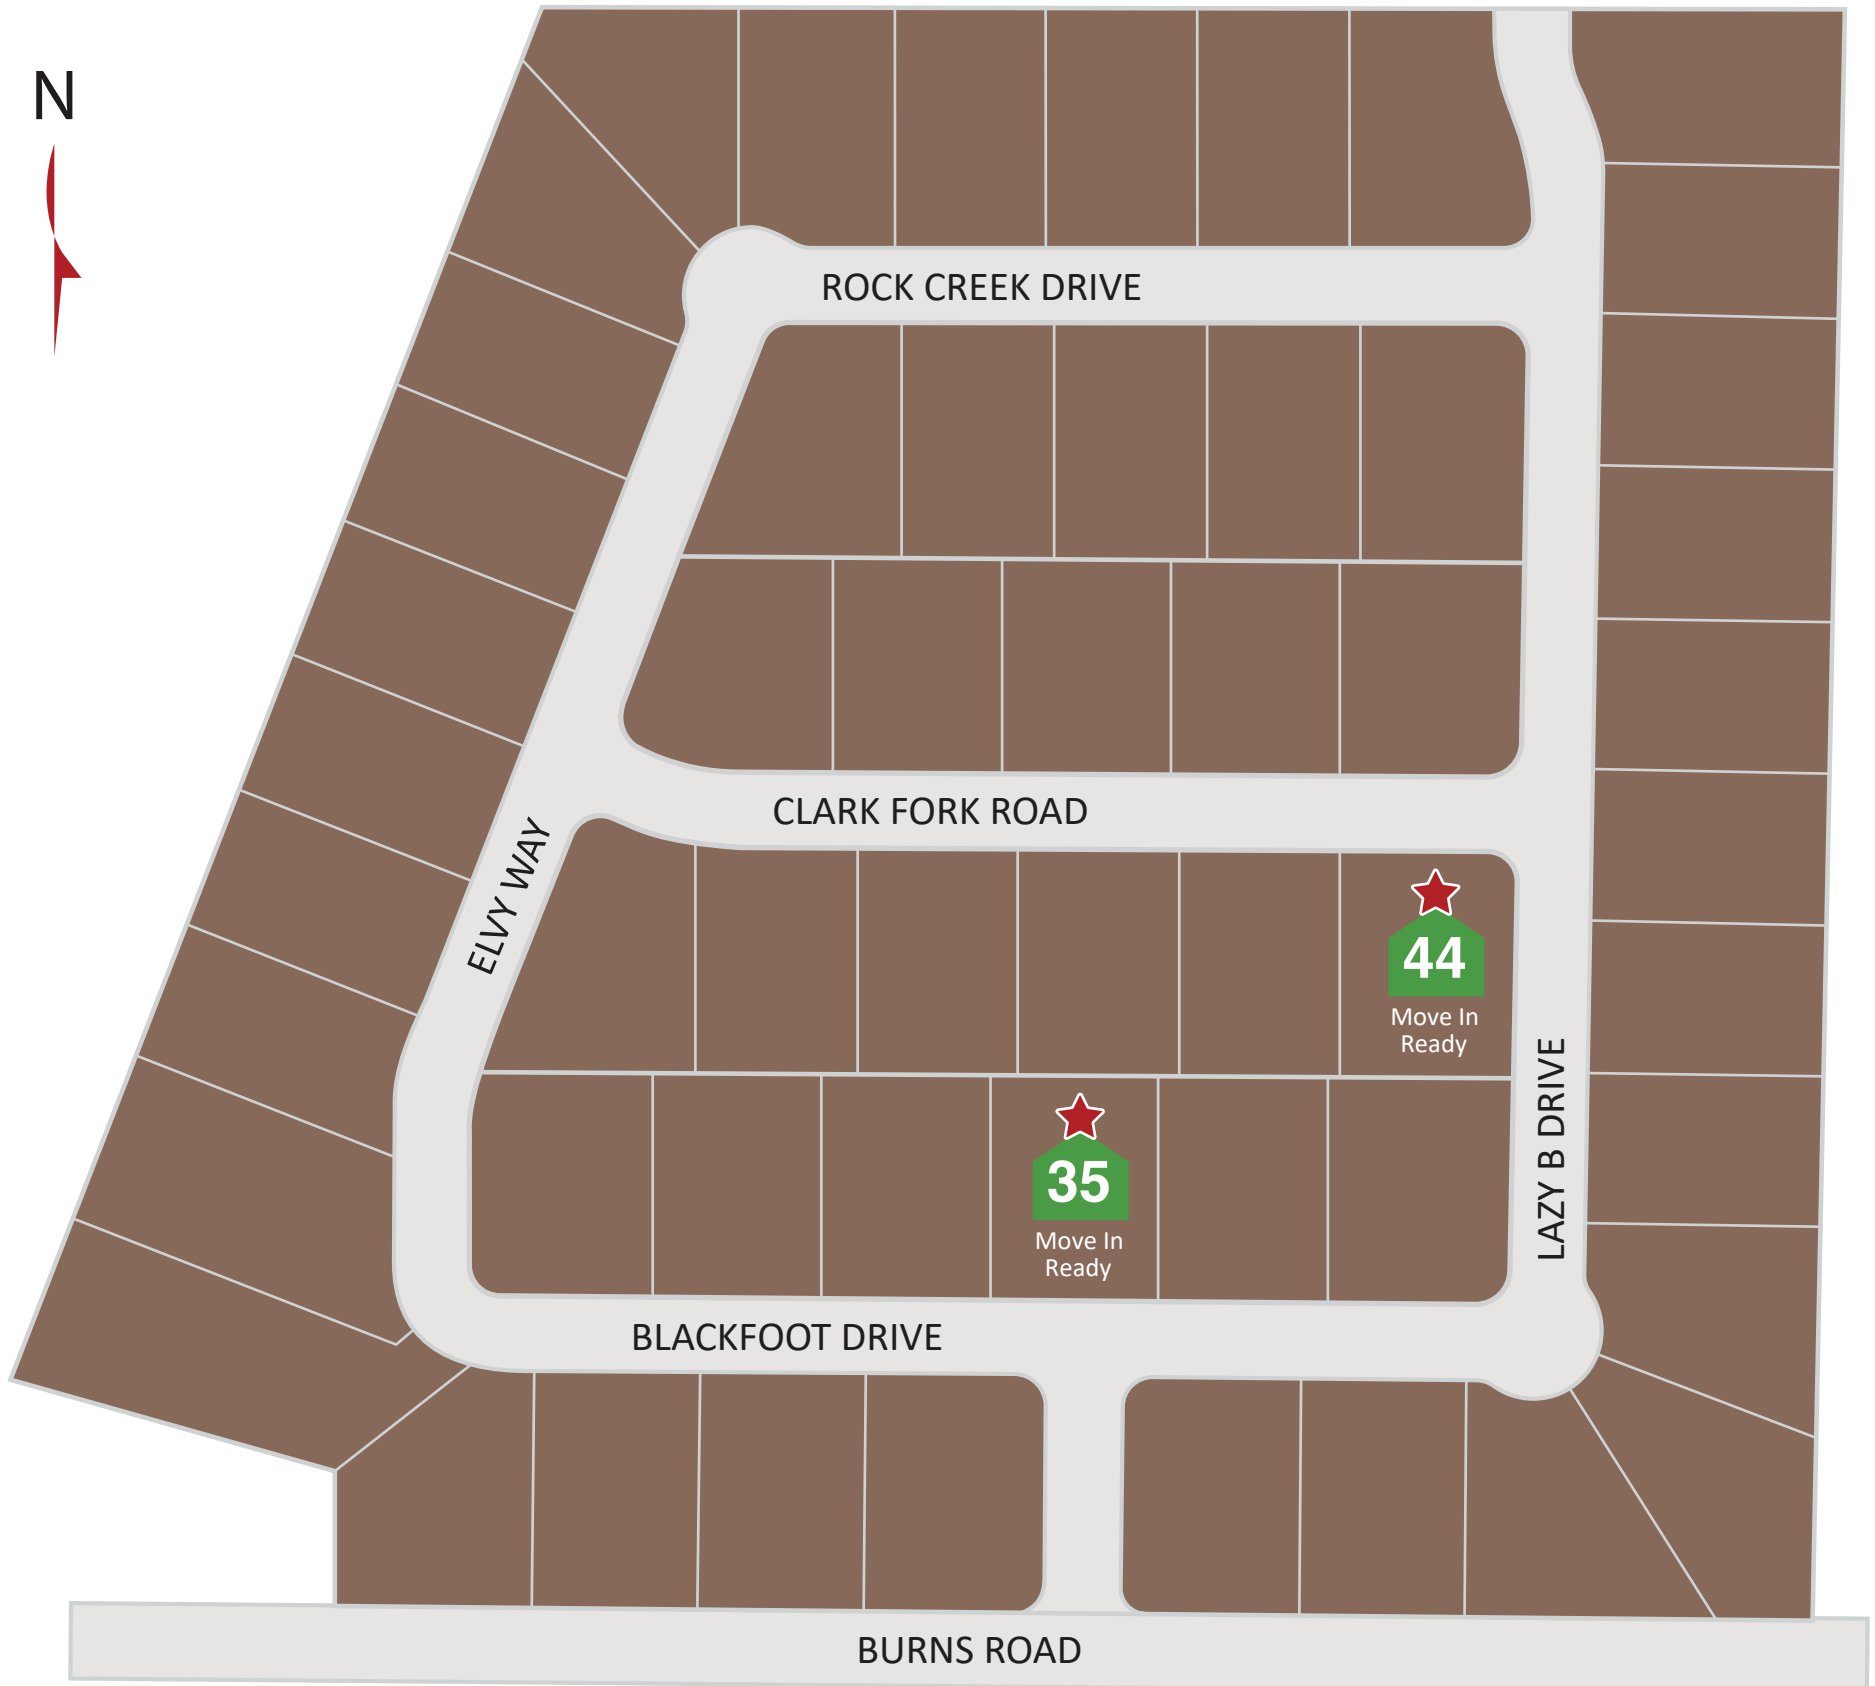 N
ROCK CREEK DRIVE
CLARK FORK ROAD
ELVY WAY
44
Move In
Ready
LAZY B DRIVE
35
Move In
Ready
BLACKFOOT DRIVE
BURNS ROAD